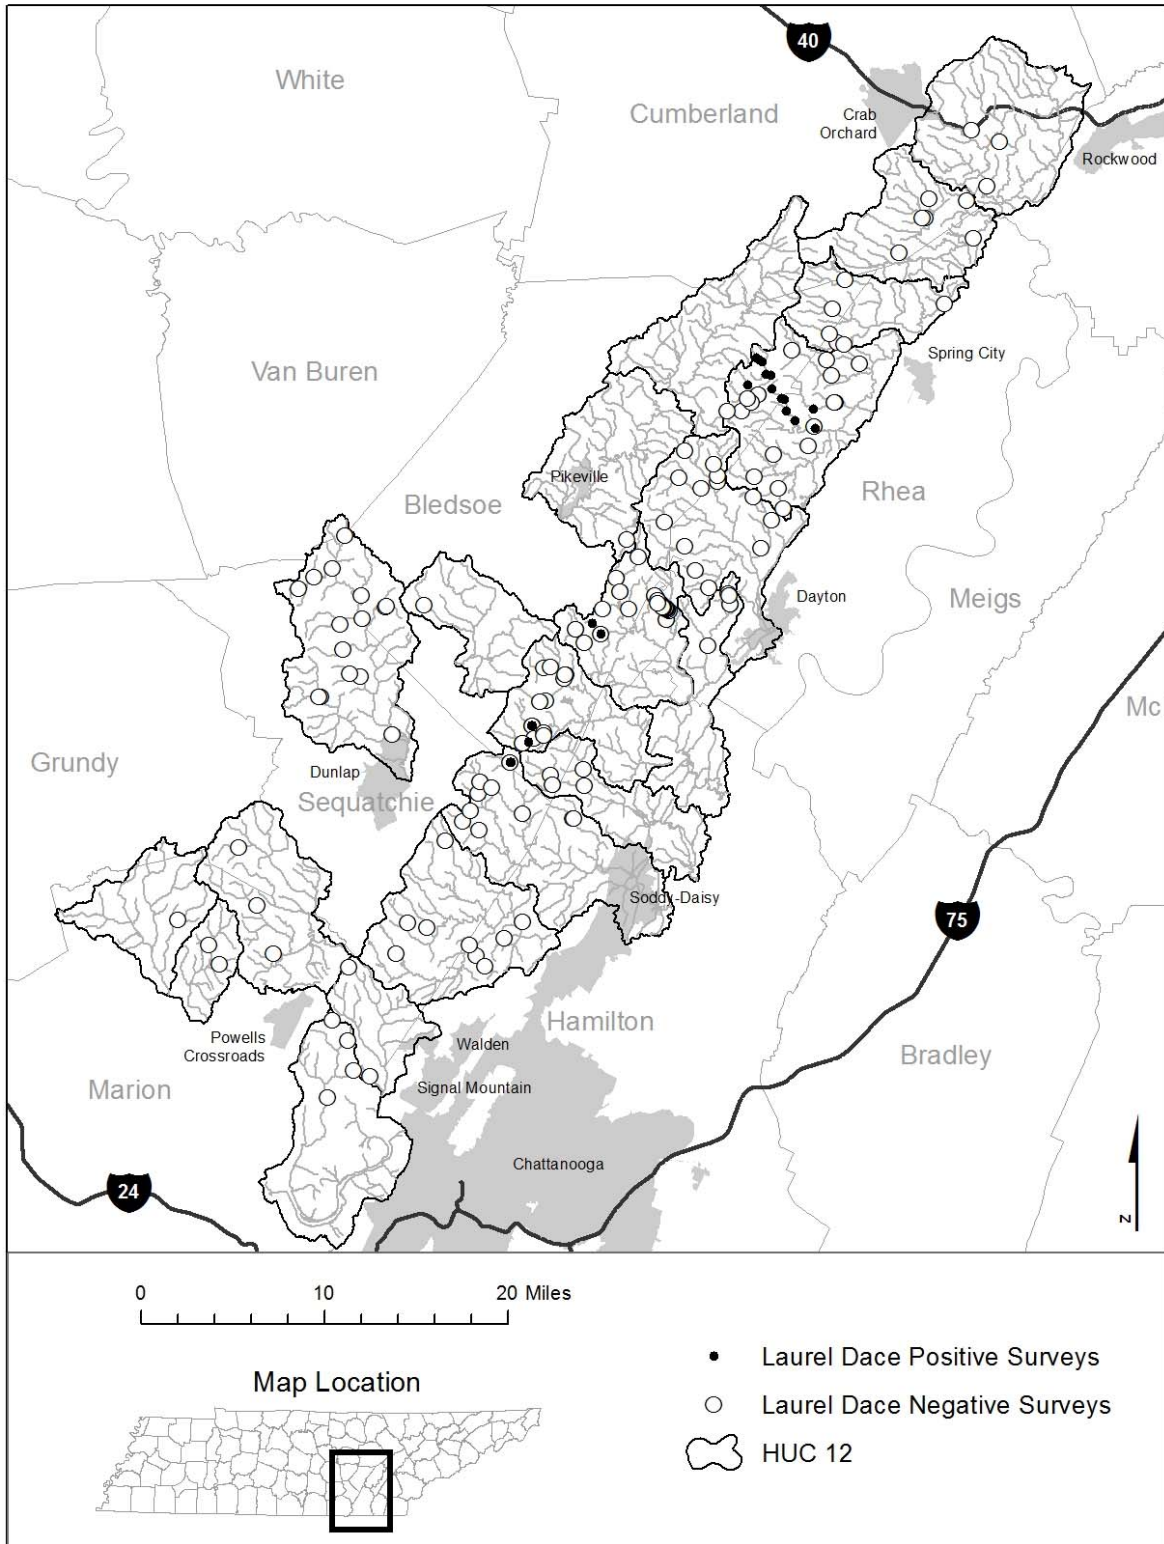 40
White
Cumberland
Crab
Orchard
Rockwood
Van Buren
Spring City
Pikeville
Bledsoe
Rhea
Dayton
Meigs
Mc
Grundy
Dunlap
Sequatchie
Soddy-Daisy
75
Powells
Crossroads
Hamilton
Walden
Bradley
Marion
Signal Mountain
Chattanooga
24
N
0 10 20 Miles
Laurel Dace Positive Surveys
Map Location
Laurel Dace Negative Surveys
HUC 12